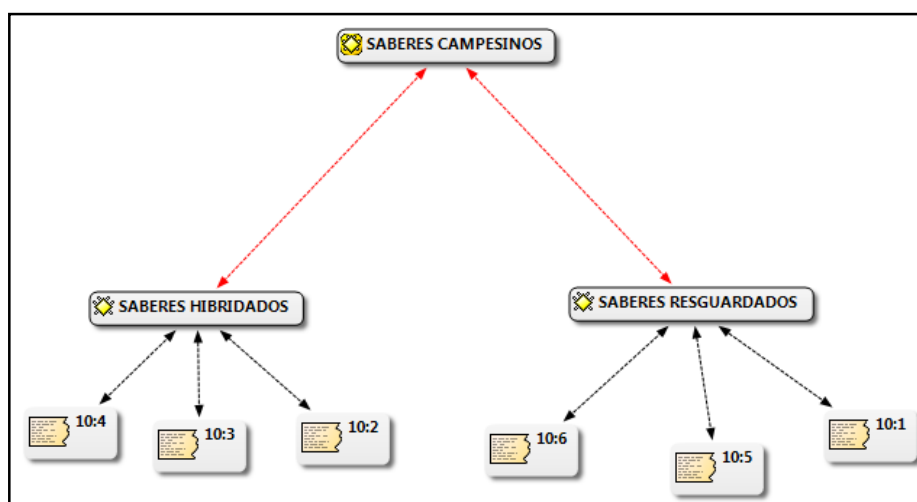 SABERES CAMPESINOS
SABERES HIBRIDADOS
SABERES RESGUARDADOS
10:4
10:3
10:2
10:6
10:5
10:1